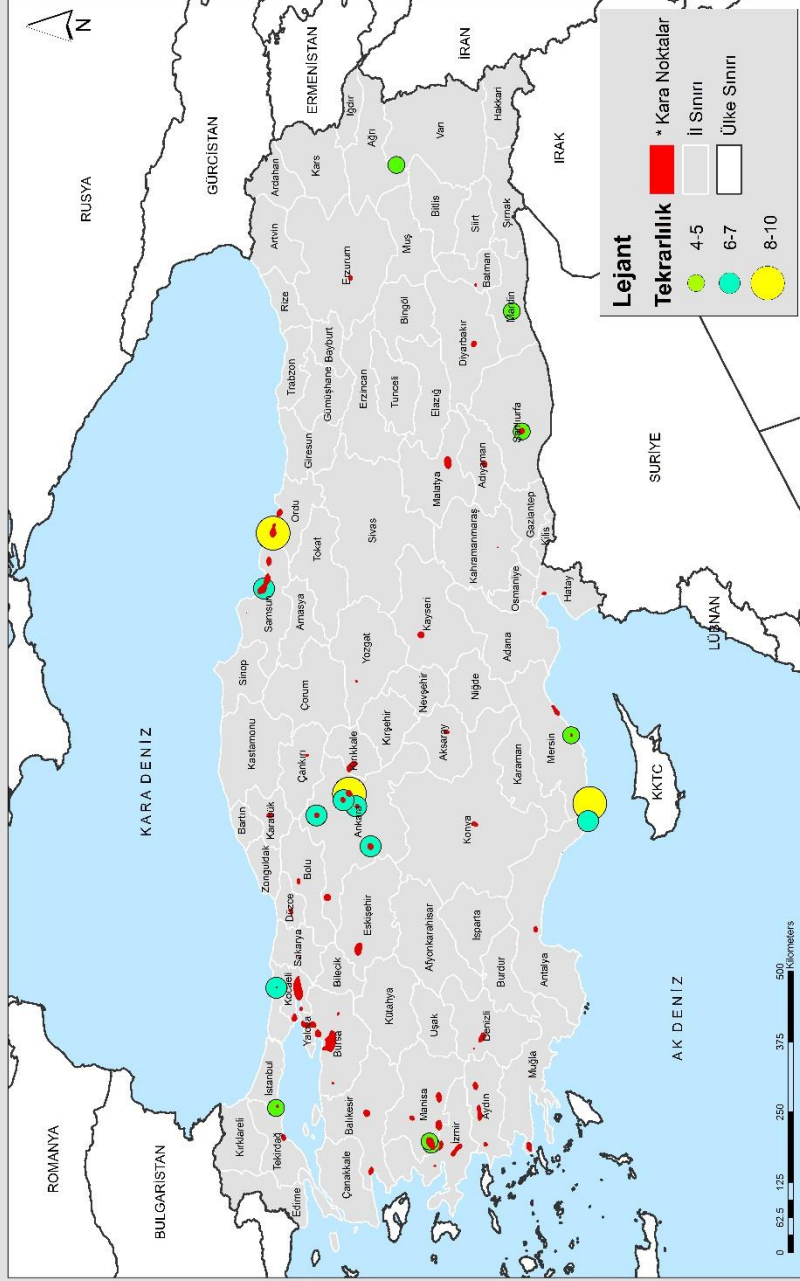 N
ROMANYA
BULGARİSTAN
RUSYA
GÜRCİSTAN
ERMENİSTAN
İRAN
IRAK
SURİYE
LÜBNAN
KKTC
KARADENİZ
AKDENİZ
Kırklareli
Edirne
Tekirdağ
İstanbul
Kocaeli
Yalova
Sakarya
Düzce
Bolu
Zonguldak
Bartın
Karabük
Kastamonu
Sinop
Samsun
Ordu
Giresun
Trabzon
Rize
Artvin
Ardahan
Kars
Iğdır
Ağrı
Çanakkale
Balıkesir
Bursa
Bilecik
Eskişehir
Ankara
Çankırı
Kırıkkale
Çorum
Amasya
Tokat
Gümüşhane
Bayburt
Erzincan
Erzurum
Kütahya
Kırşehir
Yozgat
Sivas
Tunceli
Bingöl
Muş
Van
Bitlis
Manisa
İzmir
Uşak
Afyonkarahisar
Konya
Aksaray
Nevşehir
Kayseri
Malatya
Elazığ
Diyarbakır
Batman
Siirt
Şırnak
Hakkari
Aydın
Denizli
Isparta
Burdur
Muğla
Antalya
Karaman
Niğde
Mersin
Adana
Osmaniye
Kahramanmaraş
Adıyaman
Gaziantep
Kilis
Hatay
Şanlıurfa
Mardin
0 62.5 125 250 375 500
Kilometers
Lejant
Tekrarlılık
4-5
6-7
8-10
* Kara Noktalar
İl Sınırı
Ülke Sınırı